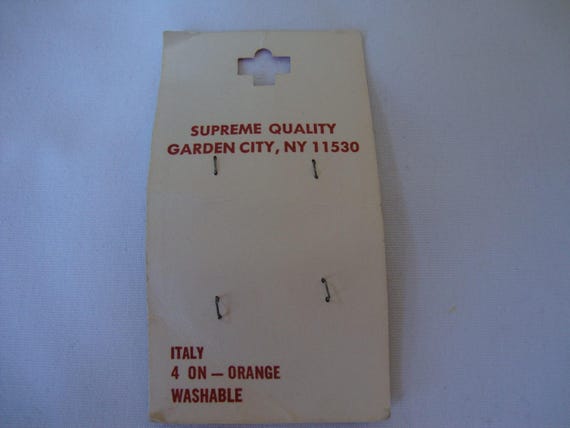 SUPREME QUALITY
GARDEN CITY, NY 11530
ITALY
4 ON — ORANGE
WASHABLE